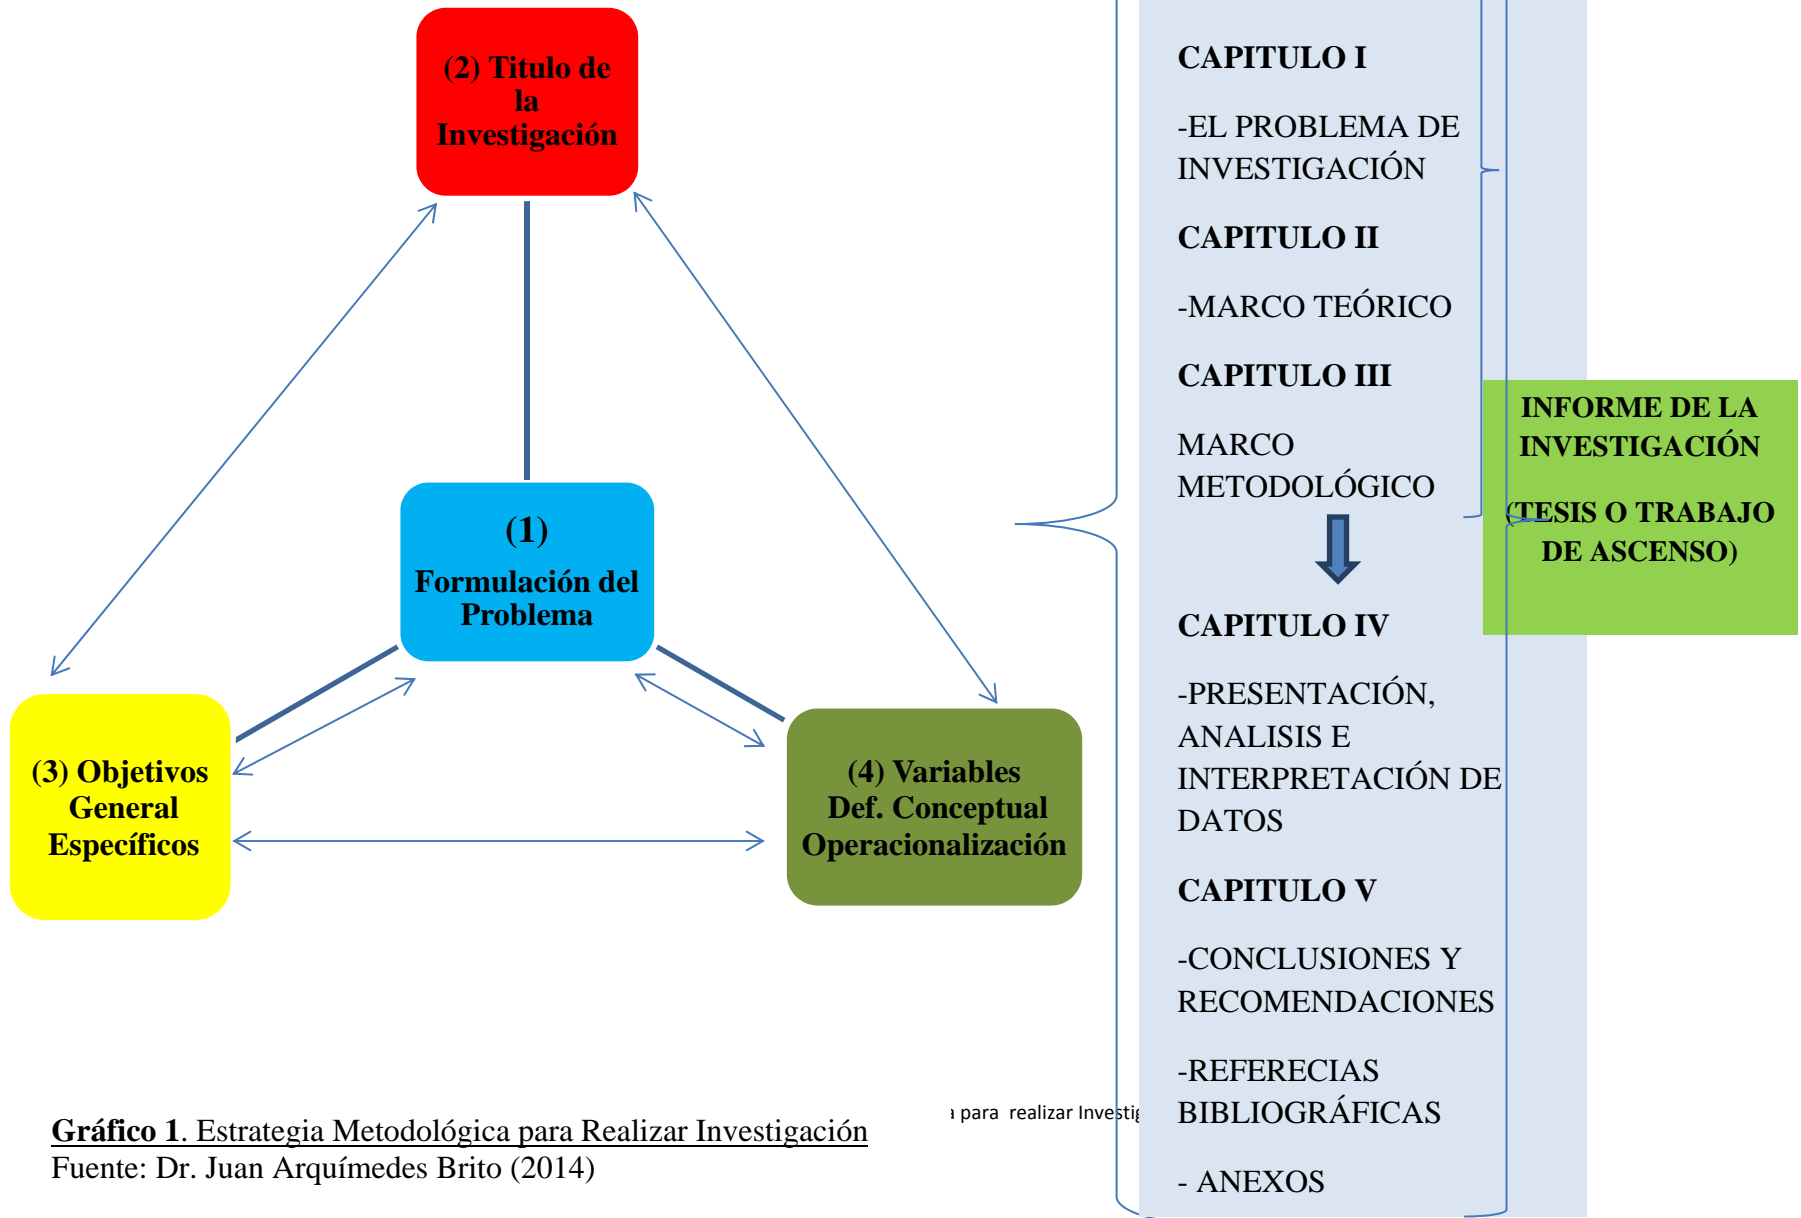 (2) Titulo de
la
Investigación
(1)
Formulación del
Problema
(3) Objetivos
General
Específicos
(4) Variables
Def. Conceptual
Operacionalización
CAPITULO I
-EL PROBLEMA DE
INVESTIGACIÓN
CAPITULO II
-MARCO TEÓRICO
CAPITULO III
MARCO
METODOLÓGICO
CAPITULO IV
-PRESENTACIÓN,
ANALISIS E
INTERPRETACIÓN DE
DATOS
CAPITULO V
-CONCLUSIONES Y
RECOMENDACIONES
-REFERECIAS
BIBLIOGRÁFICAS
- ANEXOS
INFORME DE LA
INVESTIGACIÓN
(TESIS O TRABAJO
DE ASCENSO)
para realizar
Gráfico 1. Estrategia Metodológica para Realizar Investigación
Fuente: Dr. Juan Arquímedes Brito (2014)